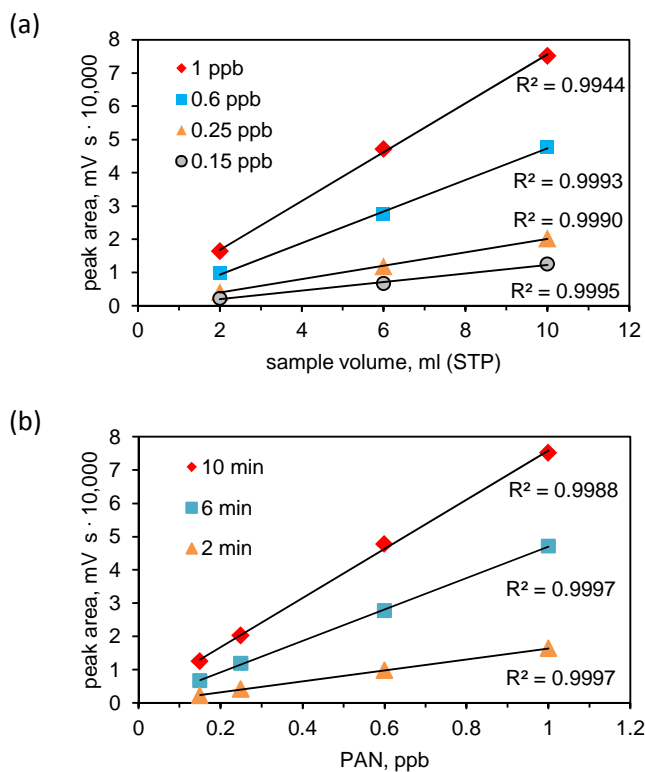 (a)
8
7
6
5
4
3
2
1
0
peak area, mV s · 10,000
1 ppb
0.6 ppb
0.25 ppb
0.15 ppb
R² = 0.9944
R² = 0.9993
R² = 0.9990
R² = 0.9995
0 2 4 6 8 10 12
sample volume, ml (STP)
(b)
8
7
6
5
4
3
2
1
0
peak area, mV s · 10,000
10 min
6 min
2 min
R² = 0.9988
R² = 0.9997
R² = 0.9997
0 0.2 0.4 0.6 0.8 1 1.2
PAN, ppb